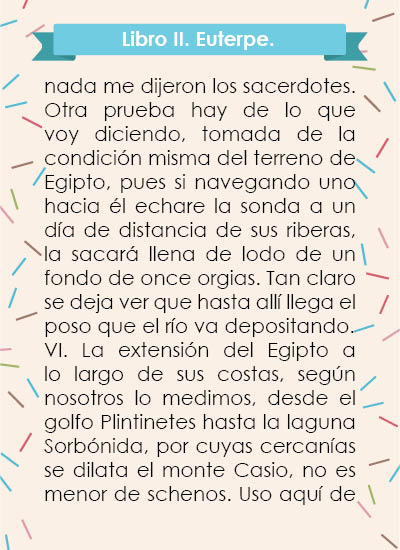 Libro II. Euterpe.
nada me dijeron los sacerdotes.
Otra prueba hay de lo que
voy diciendo, tomada de la
condición misma del terreno de
Egipto, pues si navegando uno
hacia él echare la sonda a un
día de distancia de sus riberas,
la sacará llena de lodo de un
fondo de once orgias. Tan claro
se deja ver que hasta allí llega el
poso que el río va depositando.
VI. La extensión del Egipto a
lo largo de sus costas, según
nosotros lo medimos, desde el
golfo Plintinetes hasta la laguna
Sorbónida, por cuyas cercanías
se dilata el monte Casio, no es
menor de schenos. Uso aquí de